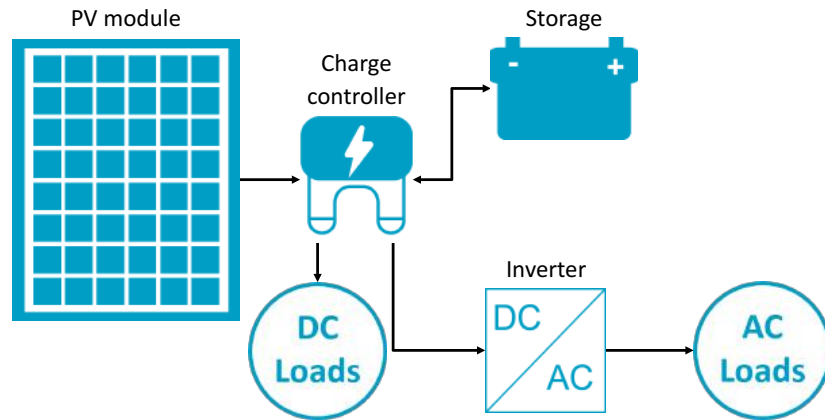 PV module
Storage
Charge
controller
-
+
Inverter
DC
Loads
DC
AC
AC
Loads